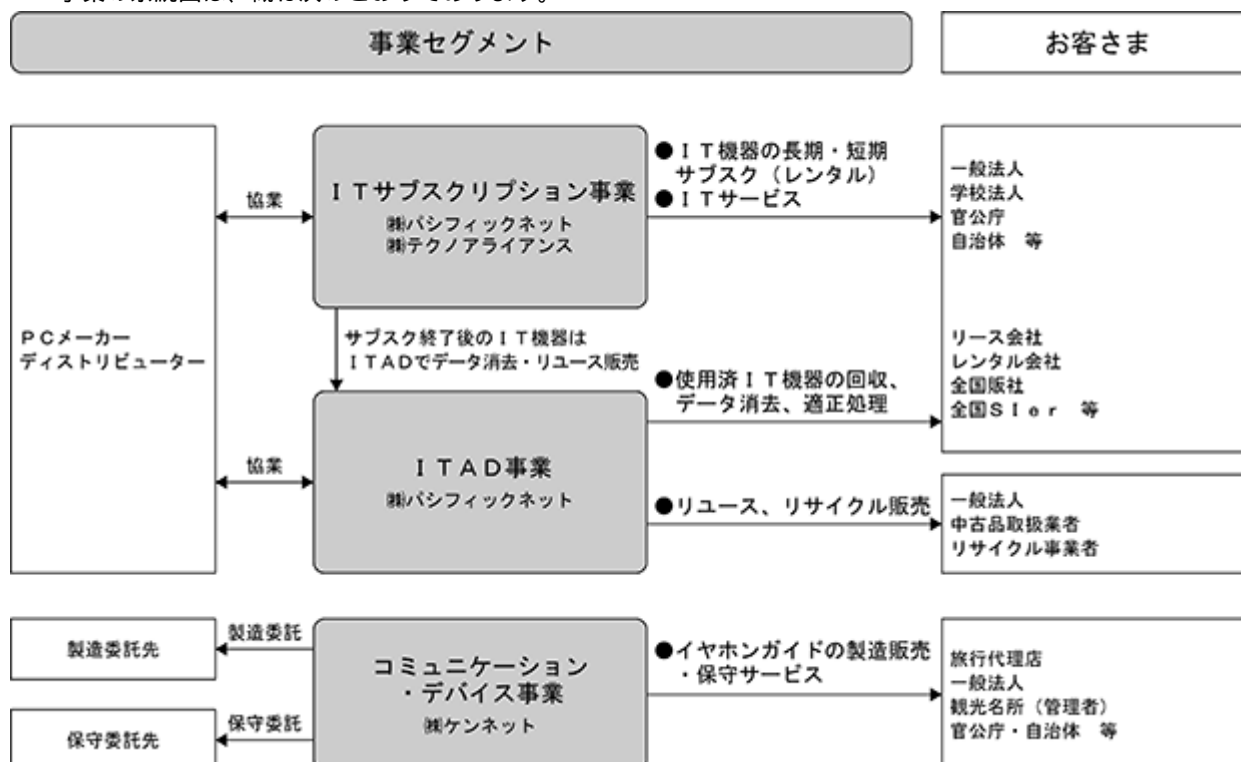 事業セグメント
お客さま
PCメーカー
ディストリビューター
協業
ITサブスクリプション事業
㈱パシフィックネット
㈱テクノアライアンス
●IT機器の長期・短期
サブスク(レンタル)
●ITサービス
一般法人
学校法人
官公庁
自治体 等
リース会社
レンタル会社
全国販社
全国SIer 等
サブスク終了後のIT機器は
ITADでデータ消去・リユース販売
協業
ITAD事業
㈱パシフィックネット
●使用済IT機器の回収、
データ消去、適正処理
●リユース、リサイクル販売
一般法人
中古品取扱業者
リサイクル事業者
製造委託先
製造委託
保守委託先
保守委託
コミュニケーション
・デバイス事業
㈱ケンネット
●イヤホンガイドの製造販売
・保守サービス
旅行代理店
一般法人
観光名所(管理者)
官公庁・自治体 等